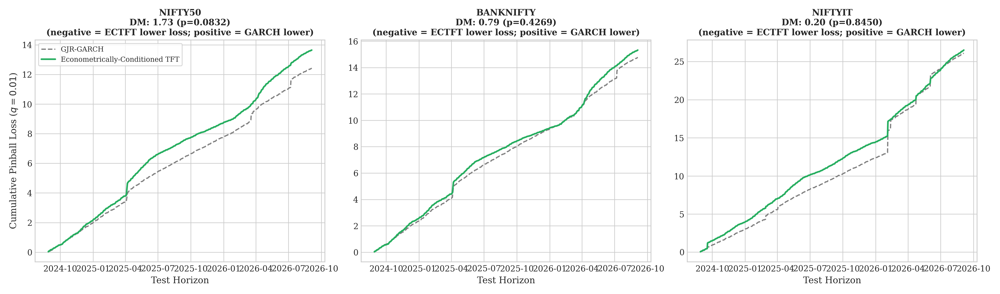 NIFTY50
DM: 1.73 (p=0.0832)
(negative = ECTFT lower loss; positive = GARCH lower)
BANKNIFTY
DM: 0.79 (p=0.4269)
(negative = ECTFT lower loss; positive = GARCH lower)
NIFTYIT
DM: 0.20 (p=0.8450)
(negative = ECTFT lower loss; positive = GARCH lower)
GJR-GARCH
Econometrically-Conditioned TFT
Cumulative Pinball Loss (q = 0.01)
14
12
10
8
6
4
2
0
2024-10 2025-01 2025-04 2025-07 2025-10 2026-01 2026-04 2026-07 2026-10
Test Horizon
16
14
12
10
8
6
4
2
0
2024-10 2025-01 2025-04 2025-07 2025-10 2026-01 2026-04 2026-07 2026-10
Test Horizon
25
20
15
10
5
0
2024-10 2025-01 2025-04 2025-07 2025-10 2026-01 2026-04 2026-07 2026-10
Test Horizon